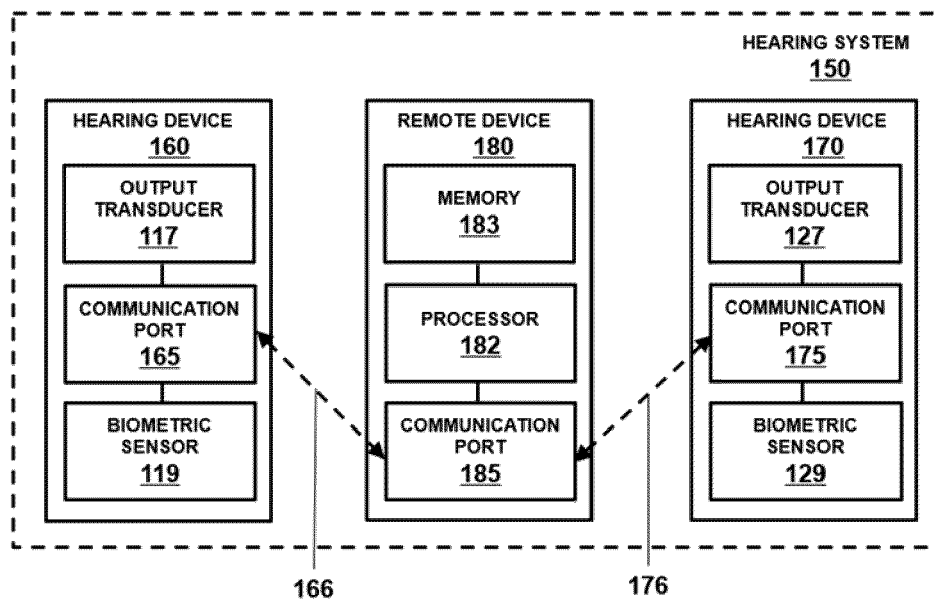 HEARING SYSTEM
150
HEARING DEVICE
160
OUTPUT
TRANSDUCER
117
COMMUNICATION
PORT
165
BIOMETRIC
SENSOR
119
REMOTE DEVICE
180
MEMORY
183
PROCESSOR
182
COMMUNICATION
PORT
185
HEARING DEVICE
170
OUTPUT
TRANSDUCER
127
COMMUNICATION
PORT
175
BIOMETRIC
SENSOR
129
166
176